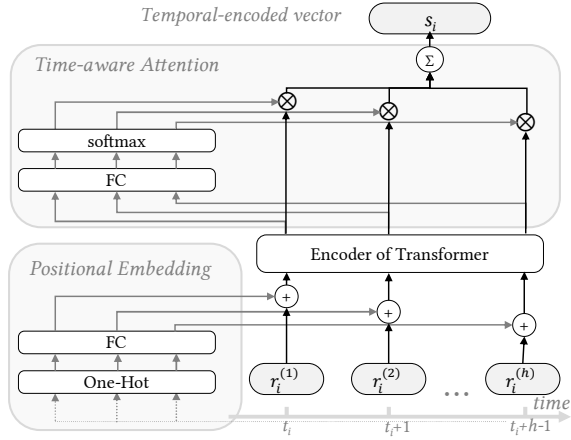 Temporal-encoded vector
s_i
Σ
Time-aware Attention
⊗
⊗
⊗
softmax
FC
Encoder of Transformer
Positional Embedding
+
+
+
FC
One-Hot
r_i^(1) r_i^(2) ... r_i^(h)
time
t_i t_i+1 t_i+h-1